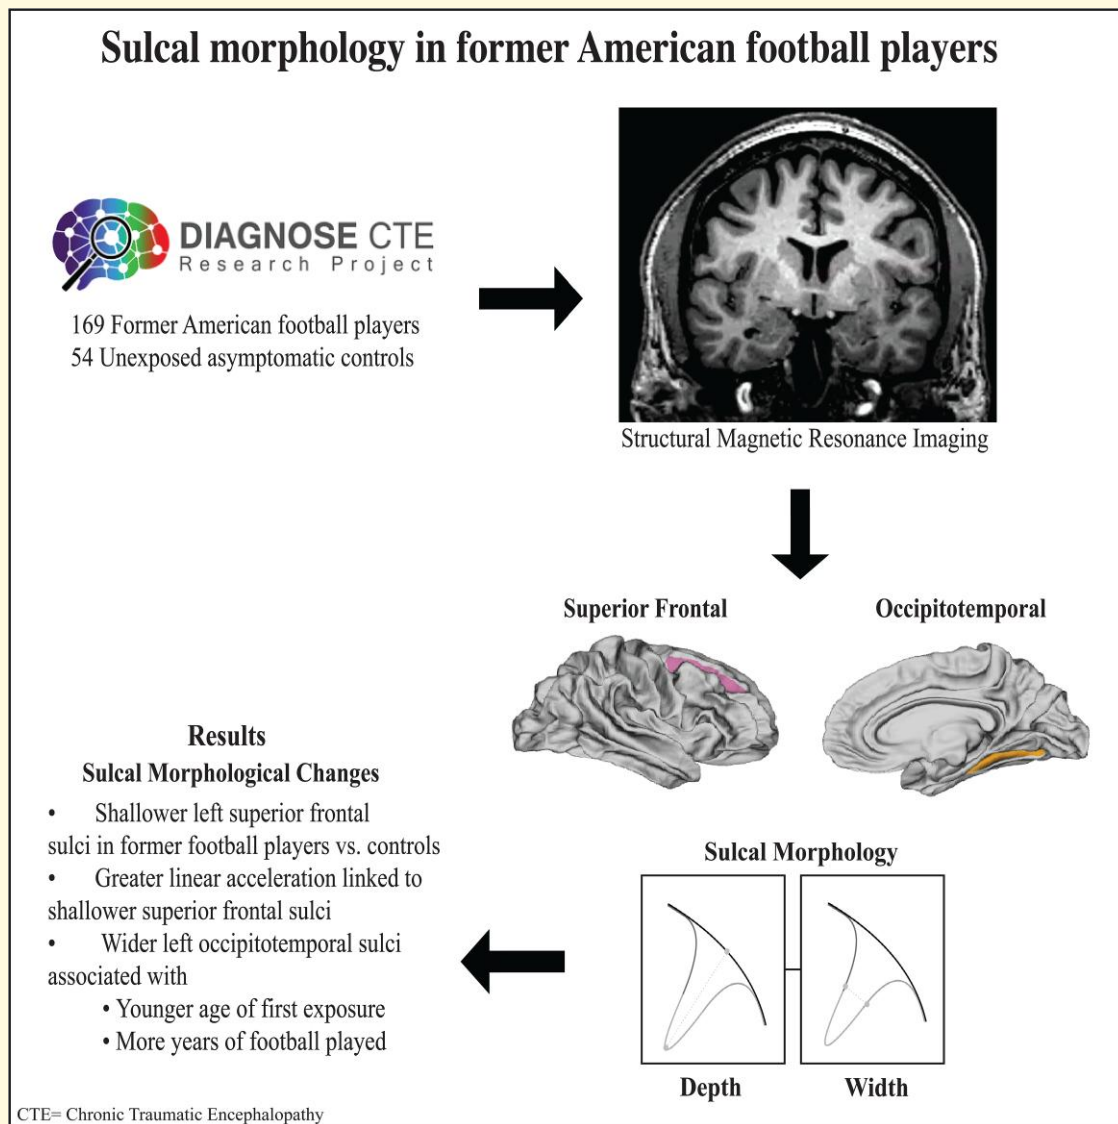 Sulcal morphology in former American football players
DIAGNOSE CTE
Research Project
169 Former American football players
54 Unexposed asymptomatic controls
Structural Magnetic Resonance Imaging
Superior Frontal
Occipitotemporal
Sulcal Morphology
Depth
Width
Results
Sulcal Morphological Changes
• Shallower left superior frontal
sulci in former football players vs. controls
• Greater linear acceleration linked to
shallower superior frontal sulci
• Wider left occipitotemporal sulci
associated with
• Younger age of first exposure
• More years of football played
CTE= Chronic Traumatic Encephalopathy